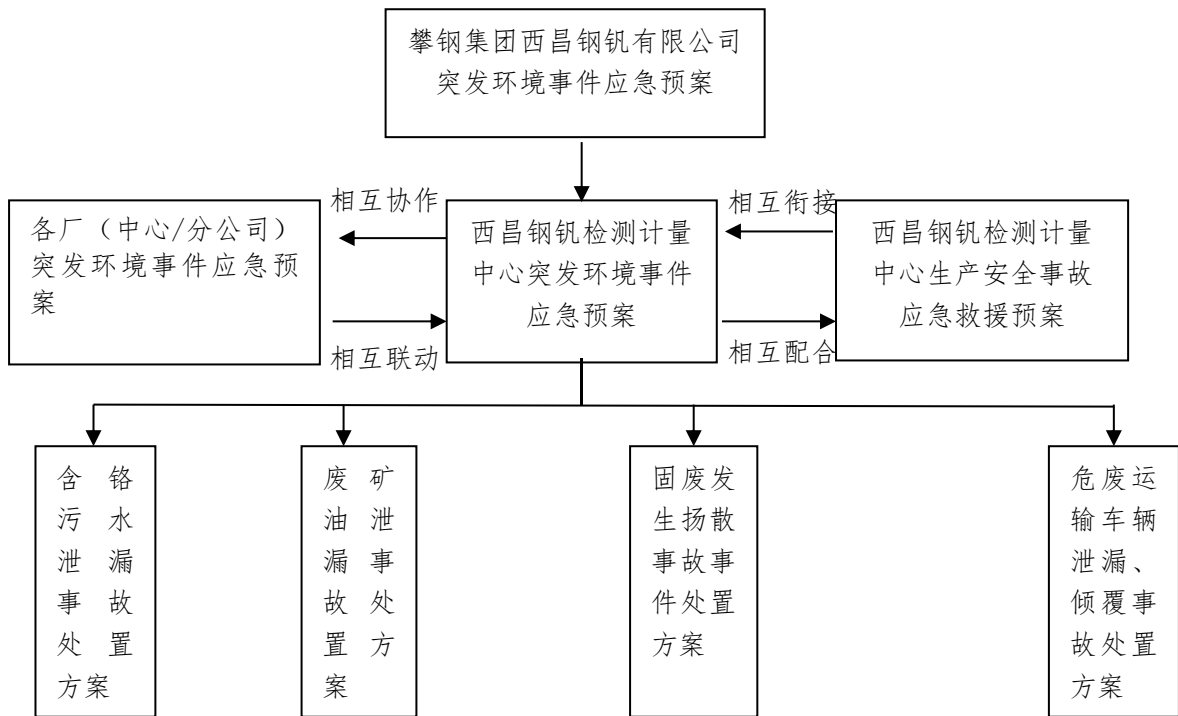 攀钢集团西昌钢钒有限公司
突发环境事件应急预案
相互协作
相互衔接
各厂（中心/分公司）
突发环境事件应急预
案
西昌钢钒检测计量
中心突发环境事件
应急预案
西昌钢钒检测计量
中心生产安全事故
应急救援预案
相互联动
相互配合
含铬
污水
泄漏
事故
处置
方案
废矿
油泄
漏事
故处
置方
案
固废发
生扬散
事故事
件处置
方案
危废运
输车辆
泄漏、
倾覆事
故处置
方案